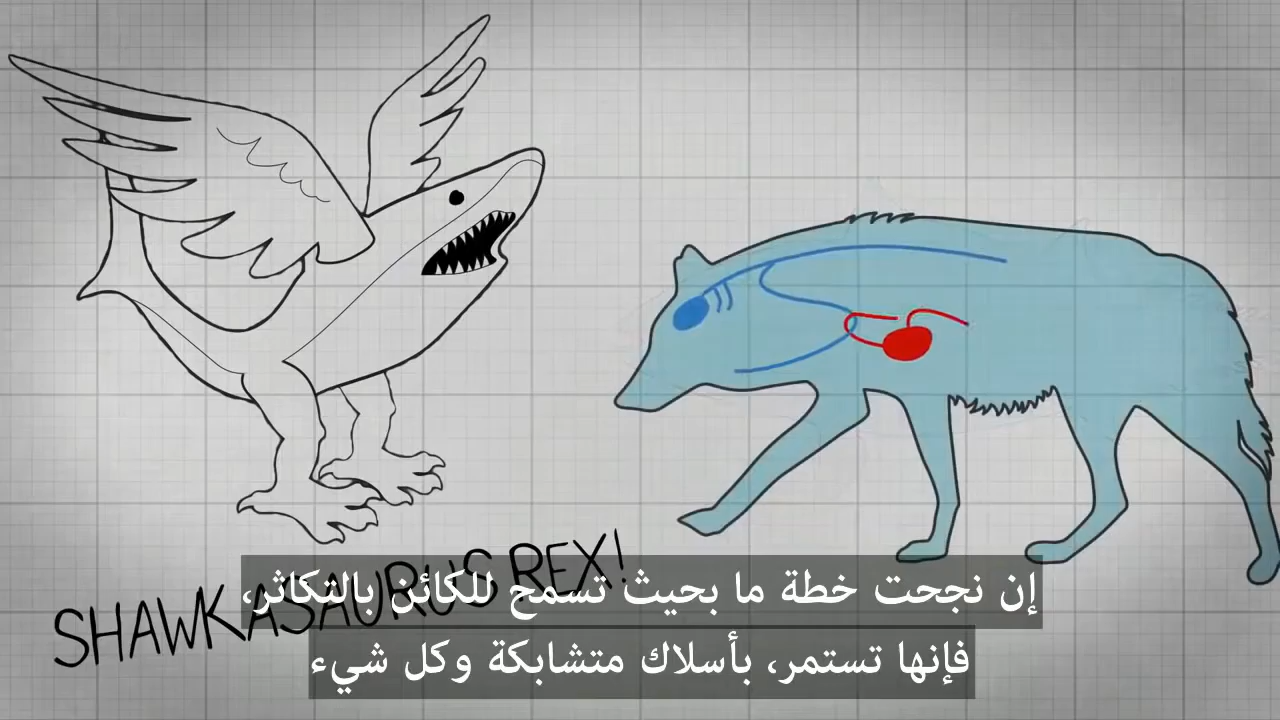 SHAWKASAURUS REX!
إن نجحت خطة ما بحيث تسمح للكائن بالتكاثر،
فإنها تستمر، بأسلاك متشابكة وكل شيء